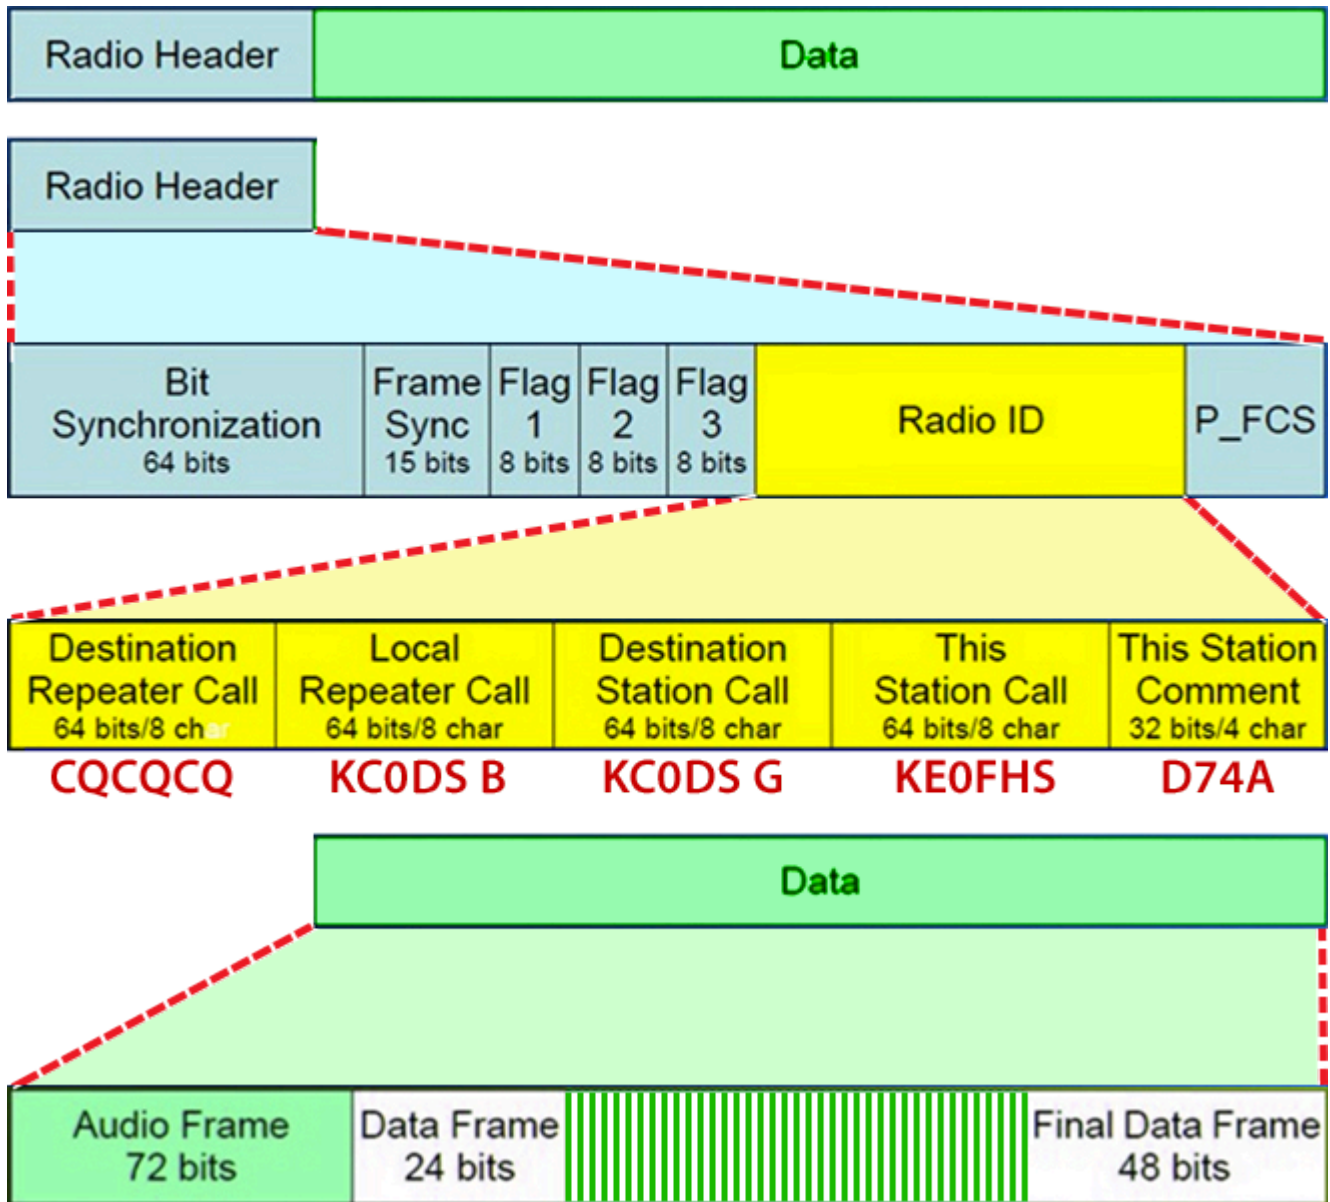 Radio Header
Data
Radio Header
Bit
Synchronization
64 bits
Frame
Sync
15 bits
Flag
1
8 bits
Flag
2
8 bits
Flag
3
8 bits
Radio ID
P_FCS
Destination
Repeater Call
64 bits/8 char
Local
Repeater Call
64 bits/8 char
Destination
Station Call
64 bits/8 char
This
Station Call
64 bits/8 char
This Station
Comment
32 bits/4 char
CQCQCQ
KC0DS B
KC0DS G
KE0FHS
D74A
Data
Audio Frame
72 bits
Data Frame
24 bits
Final Data Frame
48 bits